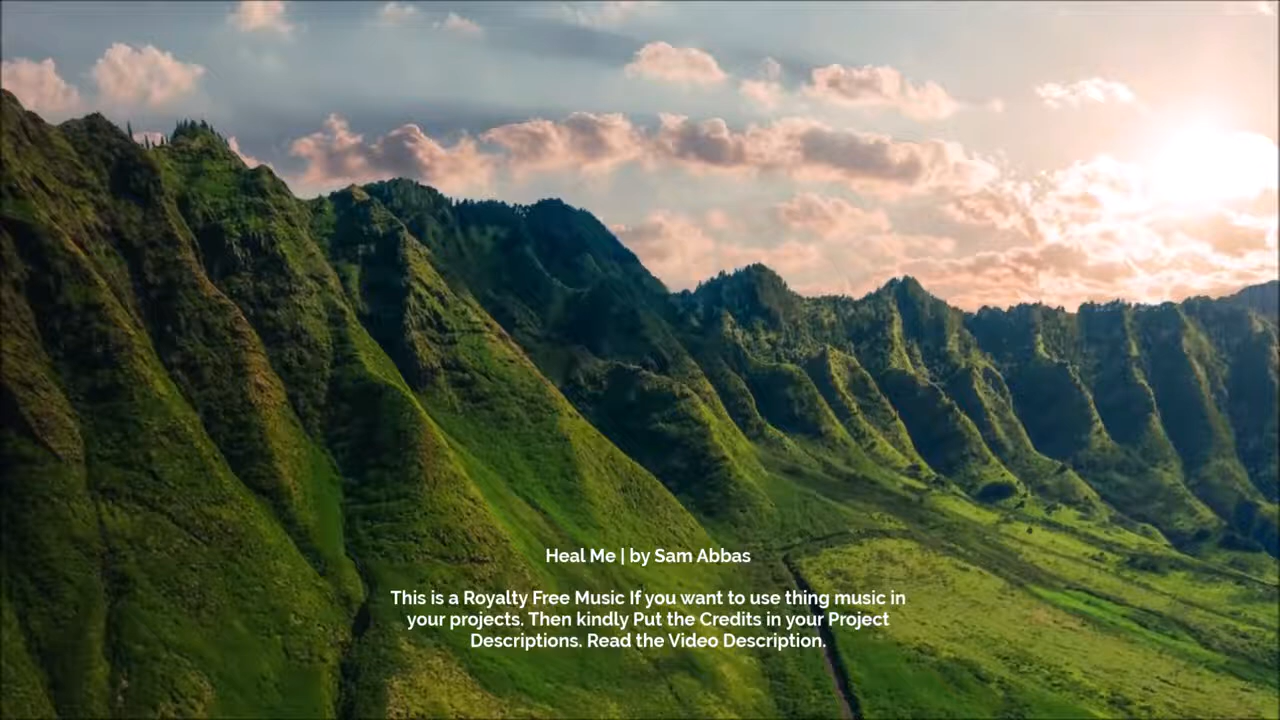 Heal Me | by Sam Abbas
This is a Royalty Free Music If you want to use thing music in
your projects. Then kindly Put the Credits in your Project
Descriptions. Read the Video Description.